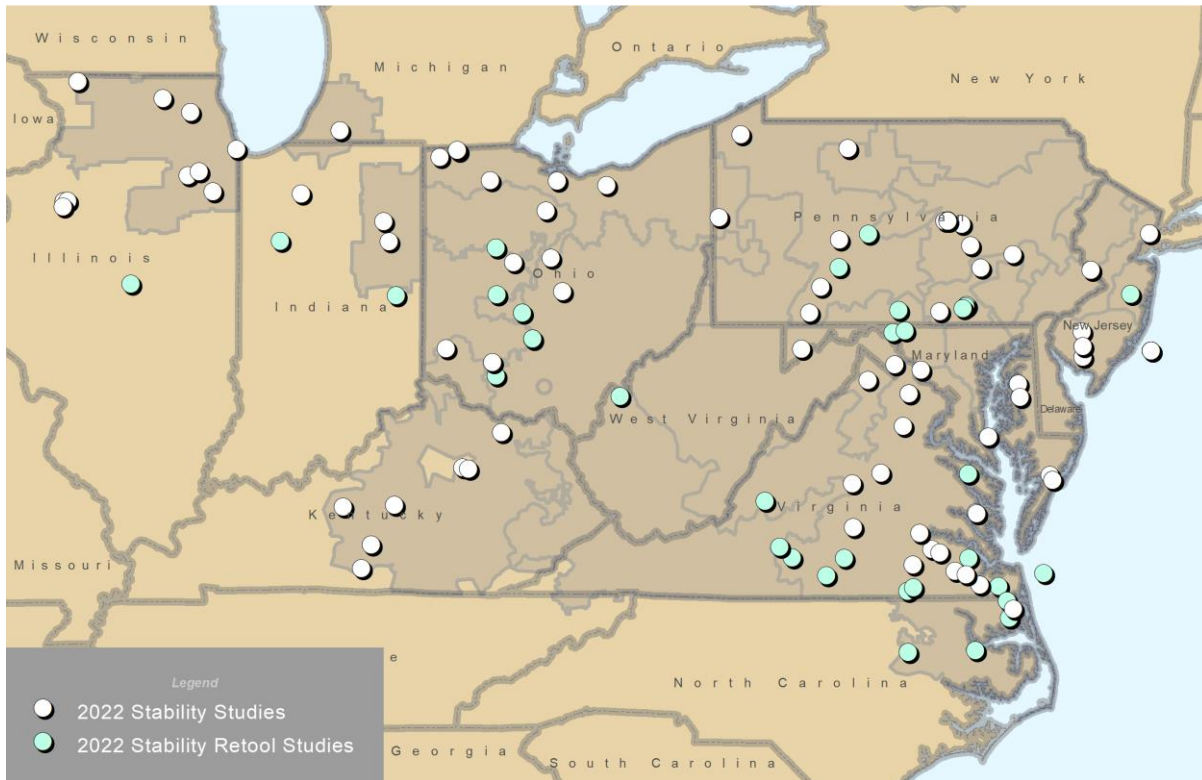 Wisconsin
Michigan
Ontario
New York
Iowa
Pennsylvania
Illinois
Ohio
Indiana
New Jersey
Maryland
Delaware
West Virginia
Virginia
Kentucky
Missouri
e
North Carolina
Legend
2022 Stability Studies
2022 Stability Retool Studies
Georgia
South Carolina